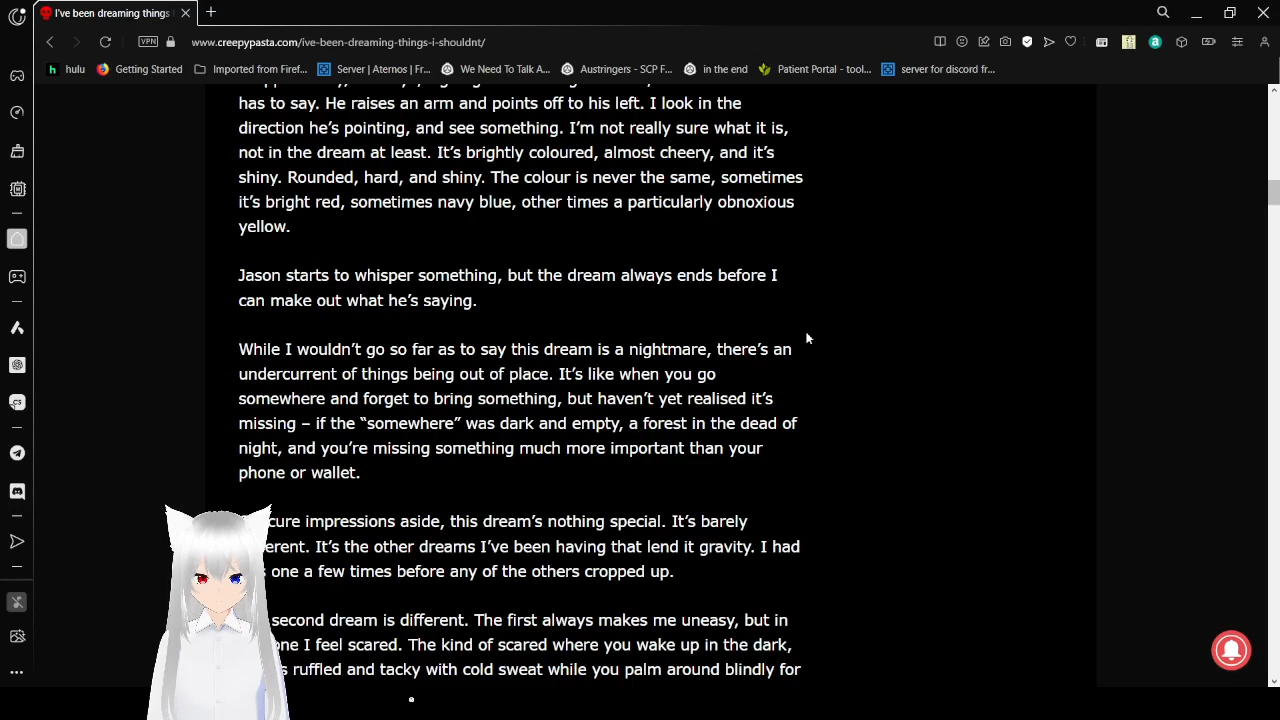 I've been dreaming things I
VPN
www.creepypasta.com/ive-been-dreaming-things-i-shouldnt/
hulu
Getting Started
Imported from Firef...
Server | Aternos | Fr...
We Need To Talk A...
Austringers - SCP F...
in the end
Patient Portal - tool...
server for discord fr...
has to say. He raises an arm and points off to his left. I look in the
direction he's pointing, and see something. I'm not really sure what it is,
not in the dream at least. It's brightly coloured, almost cheery, and it's
shiny. Rounded, hard, and shiny. The colour is never the same, sometimes
it's bright red, sometimes navy blue, other times a particularly obnoxious
yellow.
Jason starts to whisper something, but the dream always ends before I
can make out what he's saying.
While I wouldn't go so far as to say this dream is a nightmare, there's an
undercurrent of things being out of place. It's like when you go
somewhere and forget to bring something, but haven't yet realised it's
missing – if the “somewhere” was dark and empty, a forest in the dead of
night, and you're missing something much more important than your
phone or wallet.
cure impressions aside, this dream's nothing special. It's barely
erent. It's the other dreams I've been having that lend it gravity. I had
one a few times before any of the others cropped up.
second dream is different. The first always makes me uneasy, but in
one I feel scared. The kind of scared where you wake up in the dark,
ruffled and tacky with cold sweat while you palm around blindly for